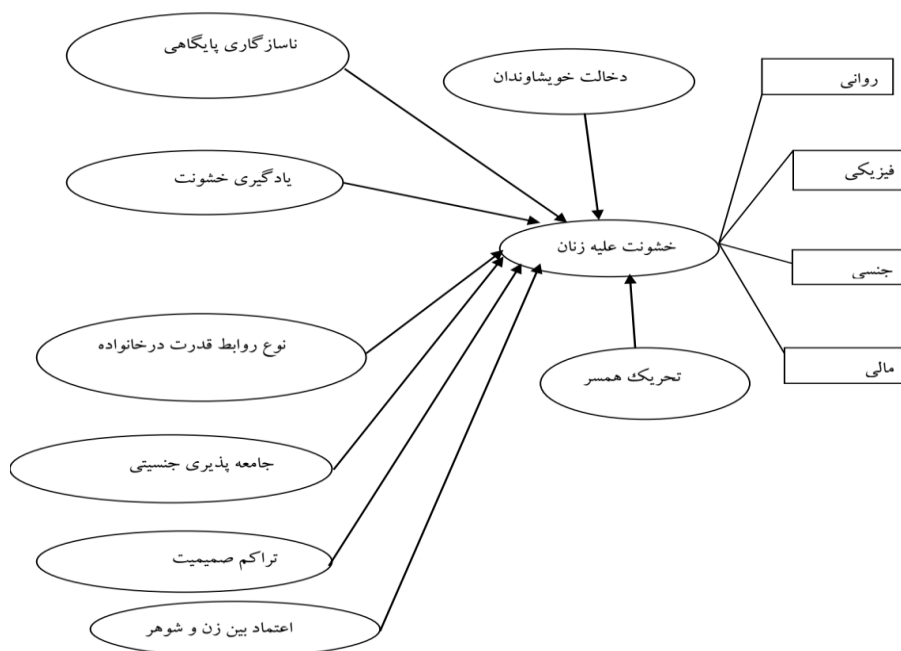 ناسازگاری پایگاهی
دخالت خویشاوندان
روانی
یادگیری خشونت
فیزیکی
خشونت علیه زنان
جنسی
نوع روابط قدرت درخانواده
تحریک همسر
مالی
جامعه پذیری جنسیتی
تراکم صمیمیت
اعتماد بین زن و شوهر